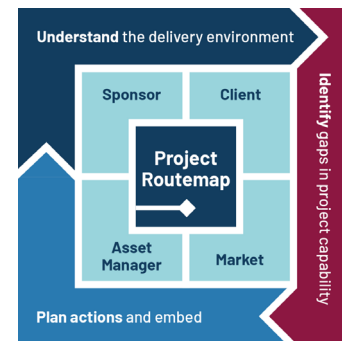 Understand the delivery environment
Identify gaps in project capability
Sponsor
Client
Project
Routemap
Asset
Manager
Market
Plan actions and embed